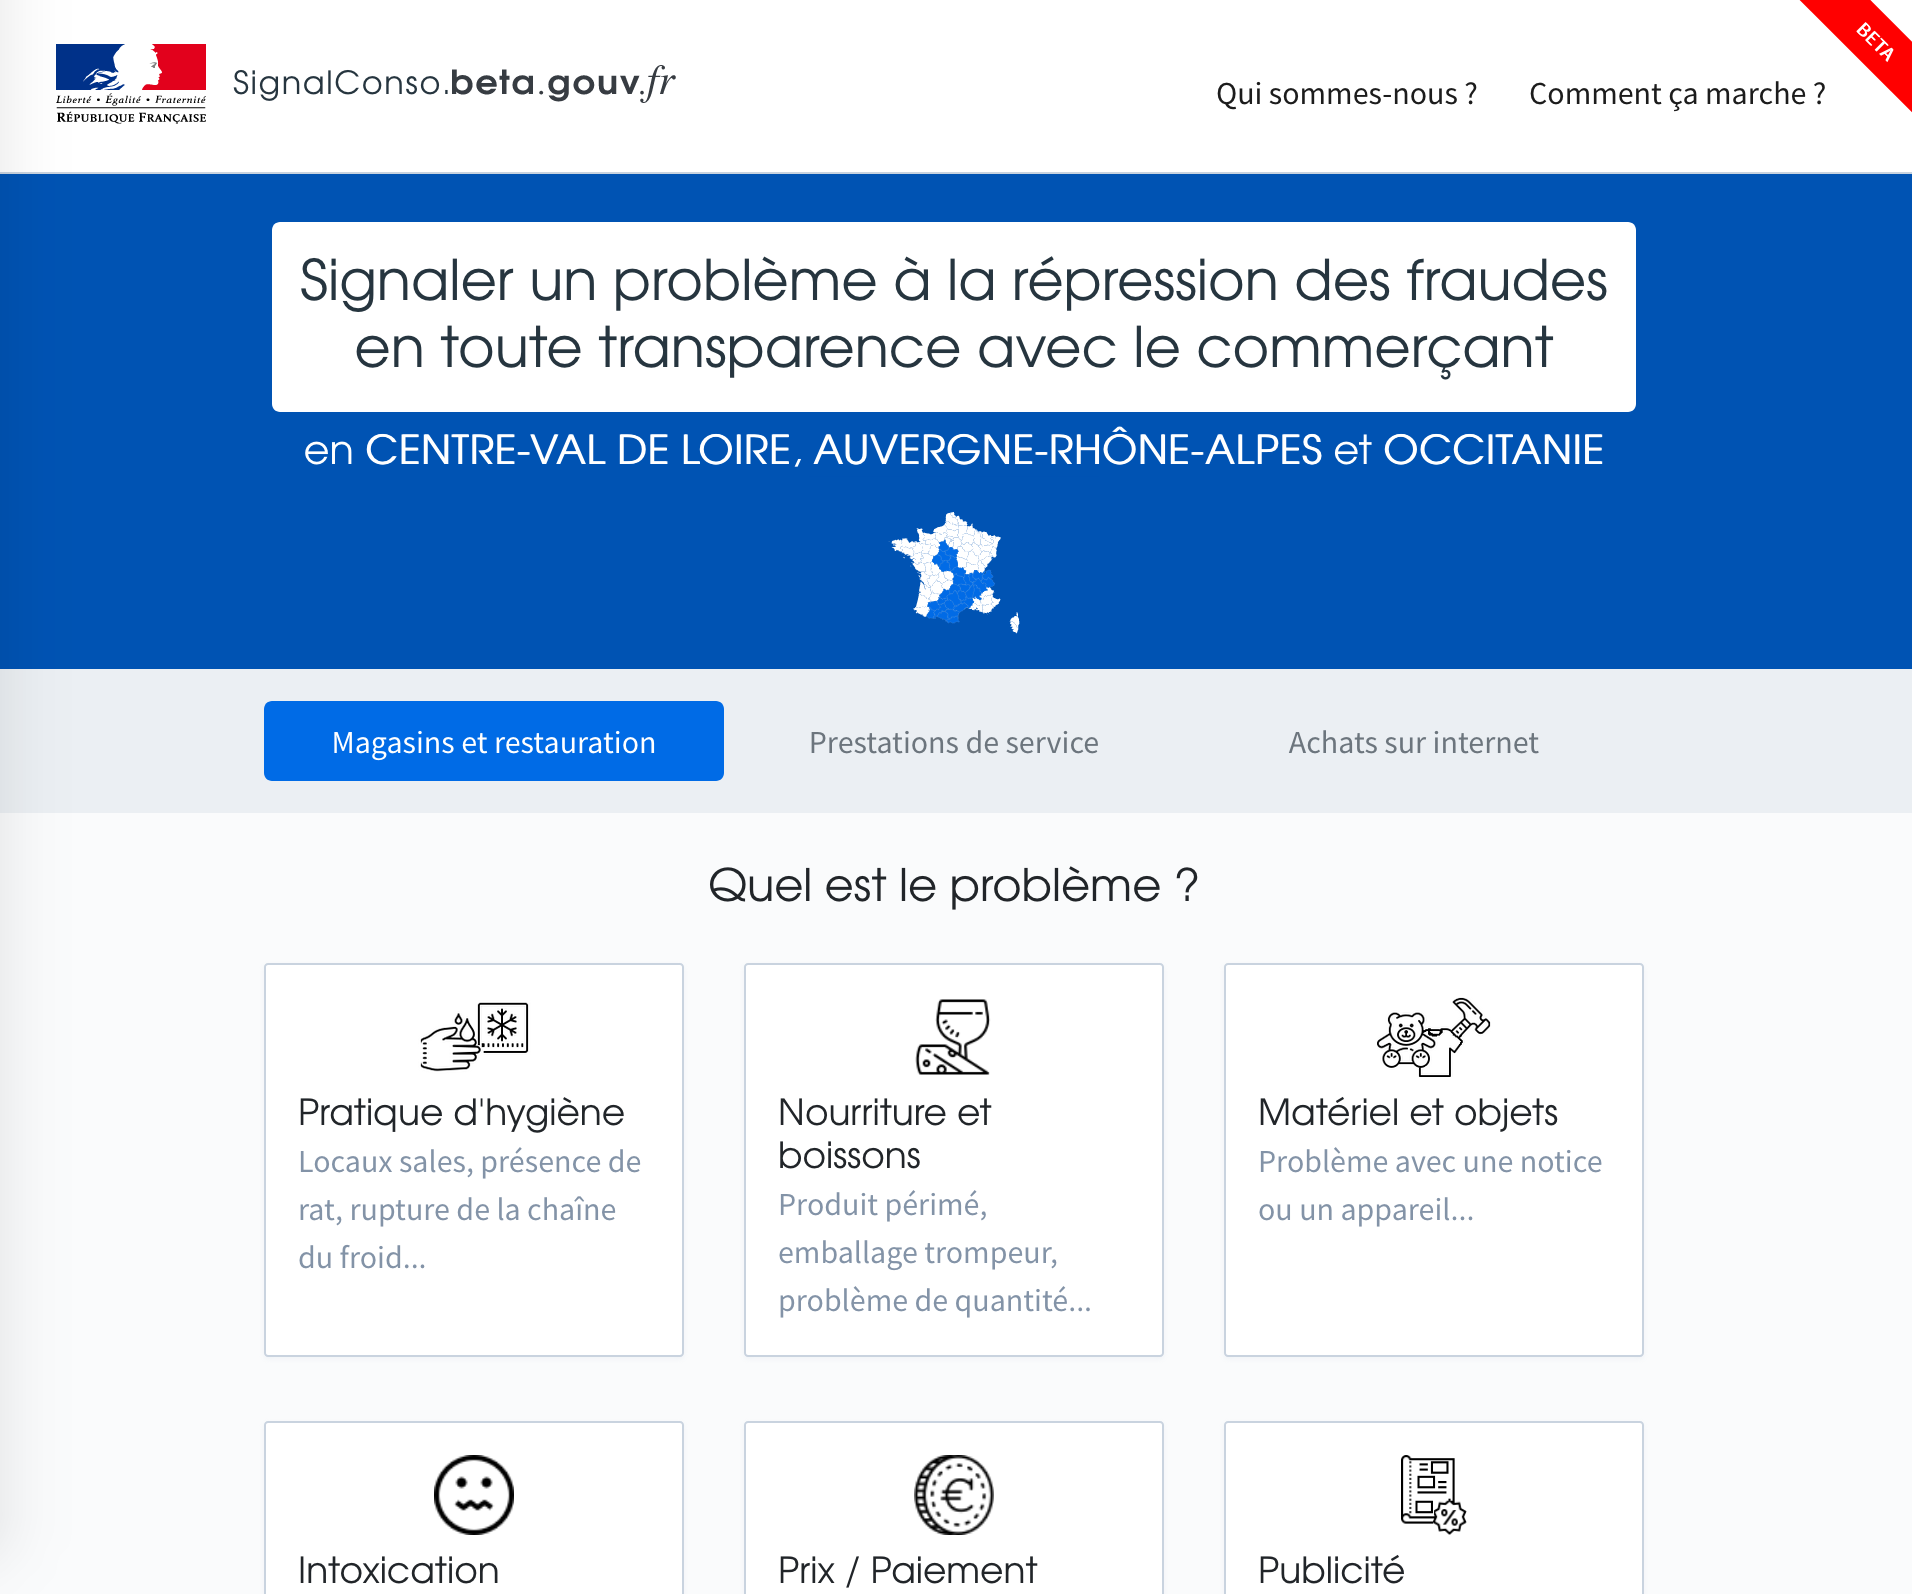 BETA
Liberté • Égalité • Fraternité
RÉPUBLIQUE FRANÇAISE
SignalConso.beta.gouv.fr
Qui sommes-nous ?
Comment ça marche ?
Signaler un problème à la répression des fraudes
en toute transparence avec le commerçant
en CENTRE-VAL DE LOIRE, AUVERGNE-RHÔNE-ALPES et OCCITANIE
Magasins et restauration
Prestations de service
Achats sur internet
Quel est le problème ?
Pratique d'hygiène
Locaux sales, présence de
rat, rupture de la chaîne
du froid...
Nourriture et
boissons
Produit périmé,
emballage trompeur,
problème de quantité...
Matériel et objets
Problème avec une notice
ou un appareil...
Intoxication
€
Prix / Paiement
%
Publicité